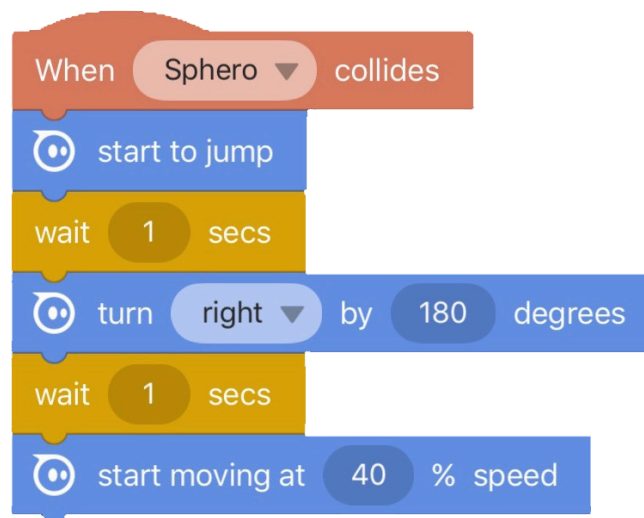 When Sphero collides
start to jump
wait 1 secs
turn right by 180 degrees
wait 1 secs
start moving at 40 % speed